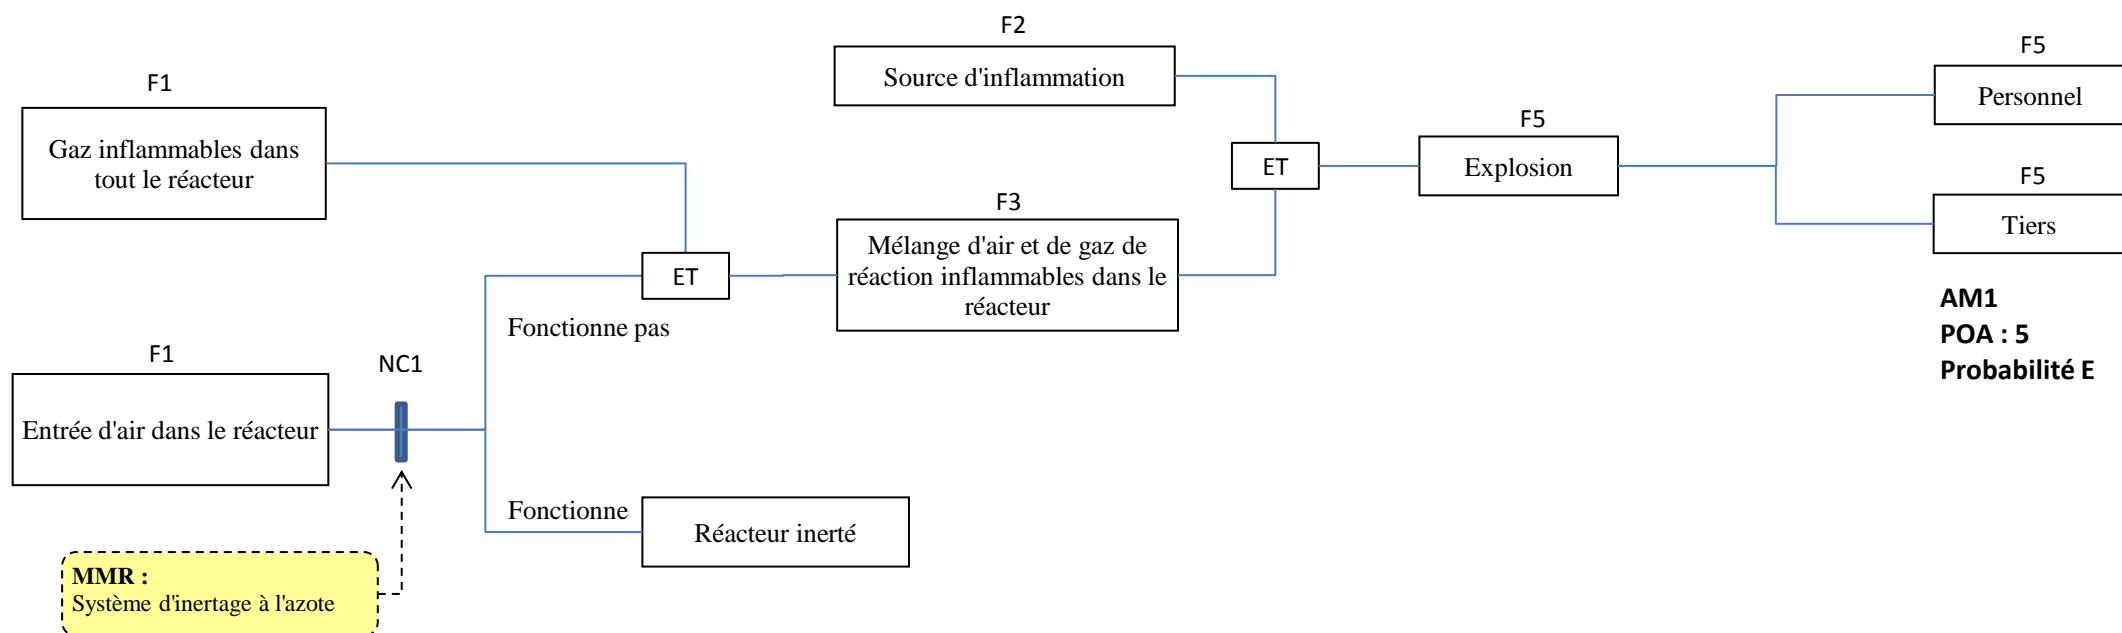 F1
Gaz inflammables dans
tout le réacteur
F2
Source d'inflammation
ET
F5
Explosion
F5
Personnel
F5
Tiers
AM1
POA : 5
Probabilité E
F3
Mélange d'air et de gaz de
réaction inflammables dans le
réacteur
ET
Fonctionne pas
F1
Entrée d'air dans le réacteur
NC1
Fonctionne
Réacteur inerté
MMR :
Système d'inertage à l'azote